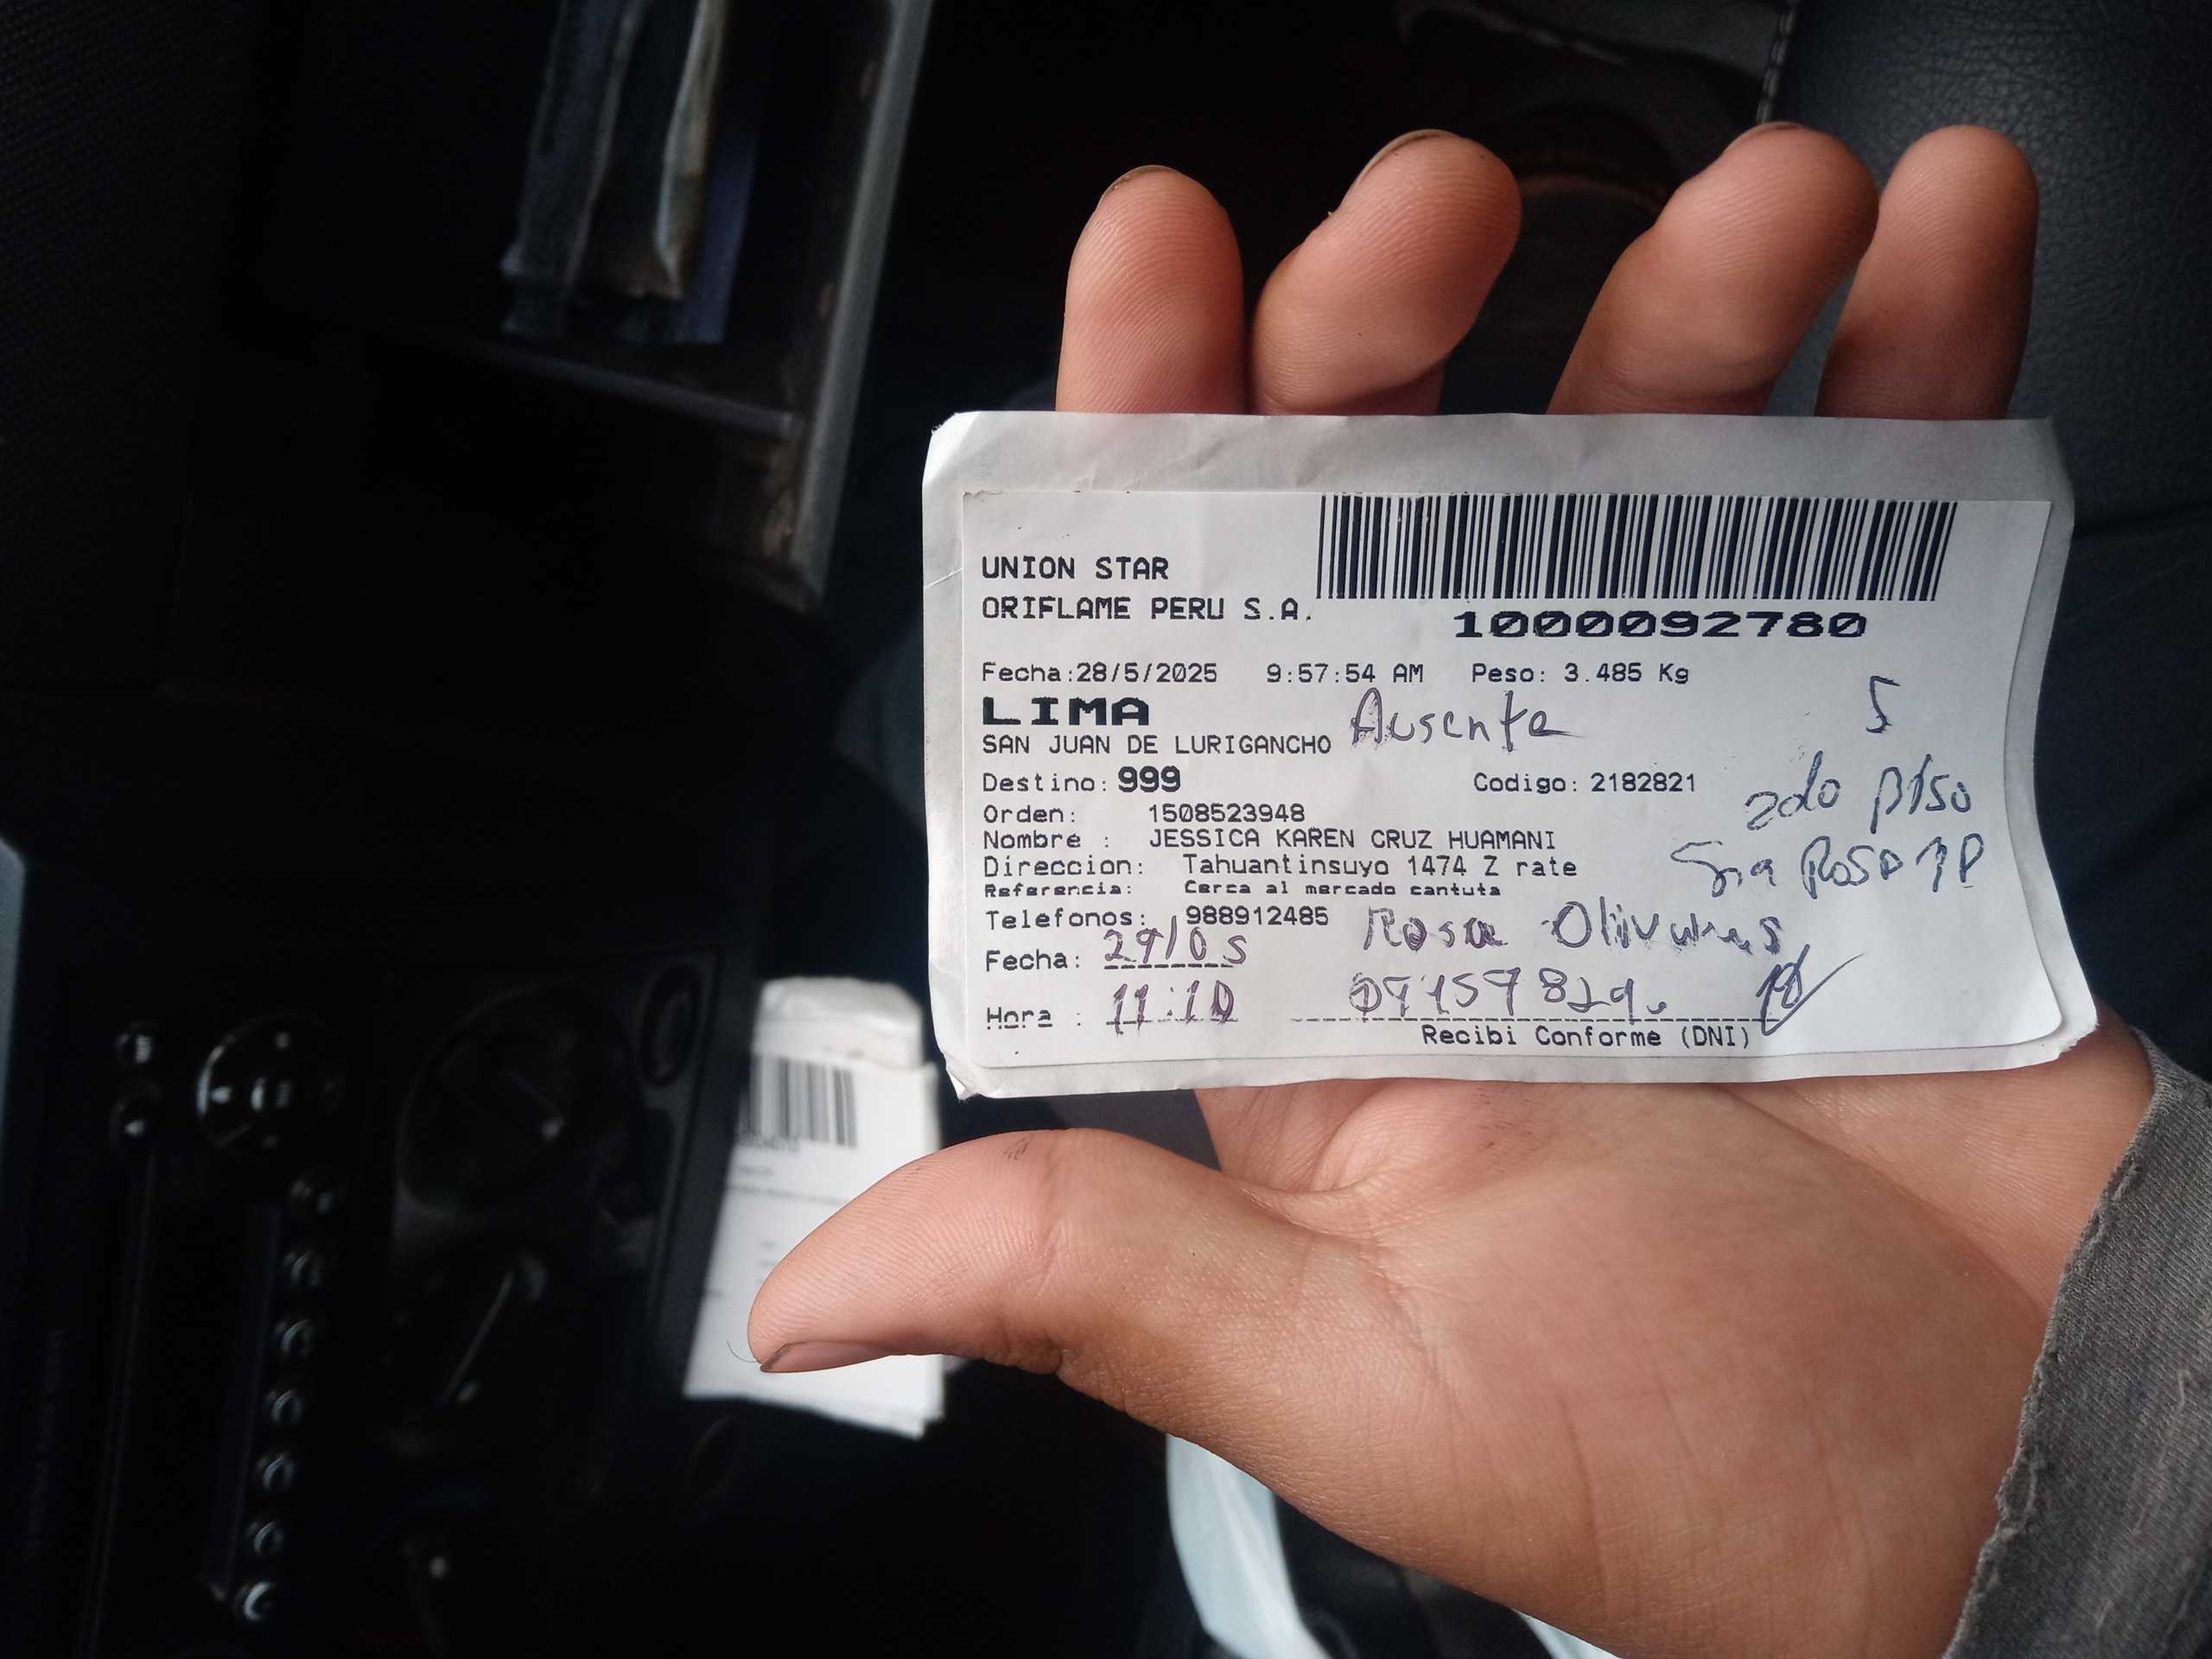 UNION STAR
ORIFLAME PERU S.A.
1000092780
Fecha:28/5/2025 9:57:54 AM Peso: 3.485 Kg
LIMA
Ausente 5
SAN JUAN DE LURIGANCHO
Destino: 999 Codigo: 2182821
2do piso
Orden: 1508523948
Nombre : JESSICA KAREN CRUZ HUAMANI
Sra Rosa 1P
Direccion: Tahuantinsuyo 1474 Z rate
Referencia: Cerca al mercado cantuta
Telefonos: 988912485
Rosa
Fecha: 29/05
Hora : 11:10
Recibi Conforme (DNI)